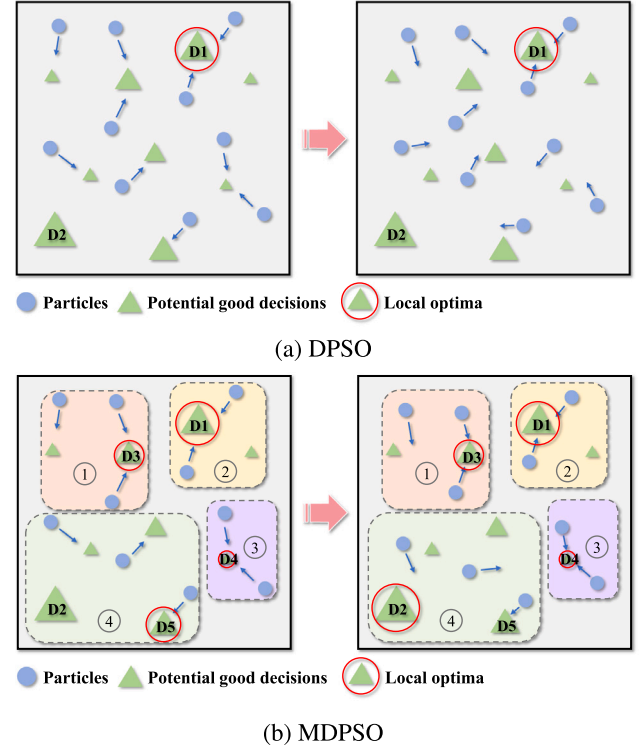 D1
D2
D1
D2
Particles Potential good decisions Local optima
(a) DPSO
D1
D3
1
2
D4
3
D2
4
D5
D1
D3
1
2
D4
3
D2
4
D5
Particles Potential good decisions Local optima
(b) MDPSO